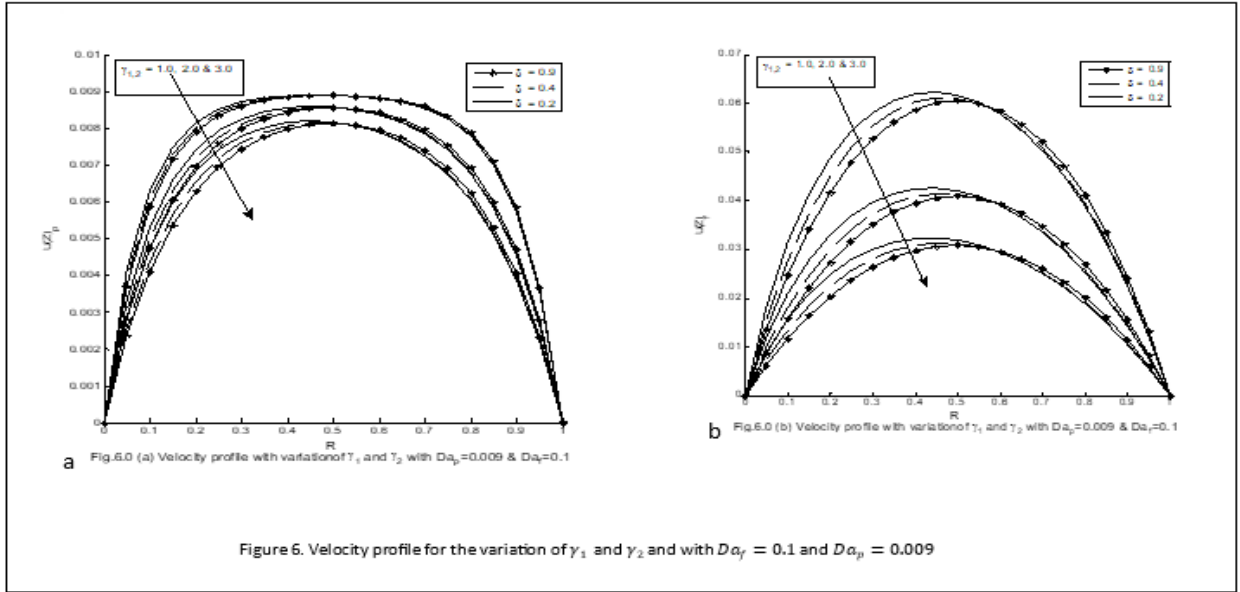 0.01
0.009
0.008
0.007
0.006
0.005
0.004
0.003
0.002
0.001
0
U(Z)p
γ1,2 = 1.0, 2.0 & 3.0
δ = 0.9
δ = 0.4
δ = 0.2
0 0.1 0.2 0.3 0.4 0.5 0.6 0.7 0.8 0.9 1
R
a Fig.6.0 (a) Velocity profile with variationof γ1 and γ2 with Dap=0.009 & Daf=0.1
0.07
0.06
0.05
0.04
0.03
0.02
0.01
0
γ1,2 = 1.0, 2.0 & 3.0
δ = 0.9
δ = 0.4
δ = 0.2
0 0.1 0.2 0.3 0.4 0.5 0.6 0.7 0.8 0.9 1
R
b Fig.6.0 (b) Velocity profile with variationof γ1 and γ2 with Dap=0.009 & Daf=0.1
Figure 6. Velocity profile for the variation of γ1 and γ2 and with Daf = 0.1 and Dap = 0.009